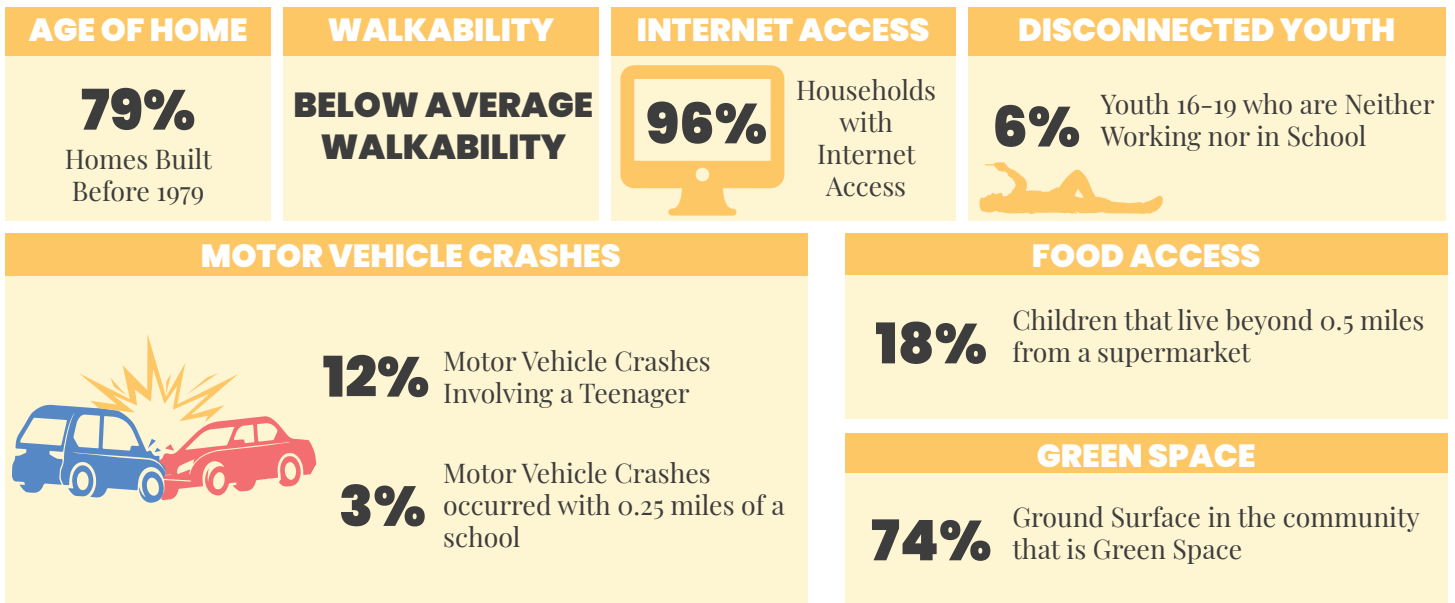 AGE OF HOME
79%
Homes Built
Before 1979
WALKABILITY
BELOW AVERAGE
WALKABILITY
INTERNET ACCESS
96%
Households
with
Internet
Access
DISCONNECTED YOUTH
6%
Youth 16-19 who are Neither
Working nor in School
MOTOR VEHICLE CRASHES
12%
Motor Vehicle Crashes
Involving a Teenager
3%
Motor Vehicle Crashes
occurred with 0.25 miles of a
school
FOOD ACCESS
18%
Children that live beyond 0.5 miles
from a supermarket
GREEN SPACE
74%
Ground Surface in the community
that is Green Space